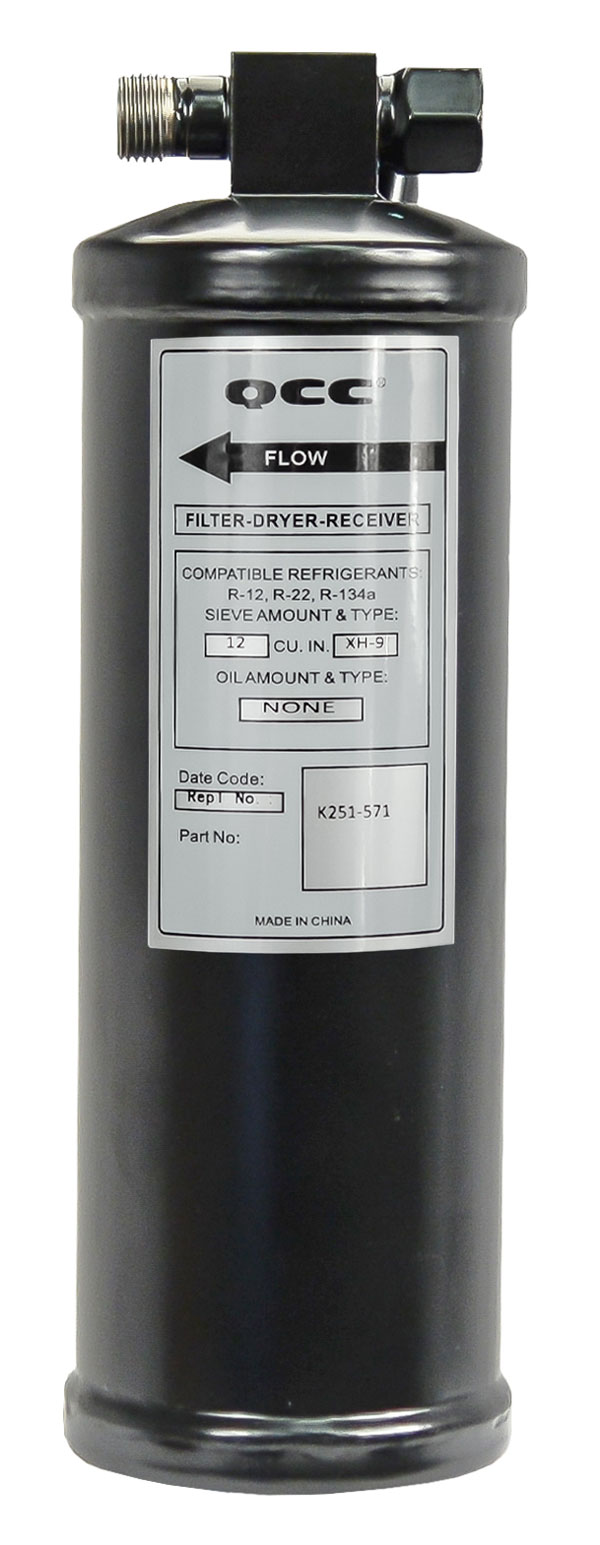 QCC®
FLOW
FILTER-DRYER-RECEIVER
COMPATIBLE REFRIGERANTS:
R-12, R-22, R-134a
SIEVE AMOUNT & TYPE:
12 CU. IN. XH-9
OIL AMOUNT & TYPE:
NONE
Date Code:
Repl No. :
K251-571
Part No:
MADE IN CHINA